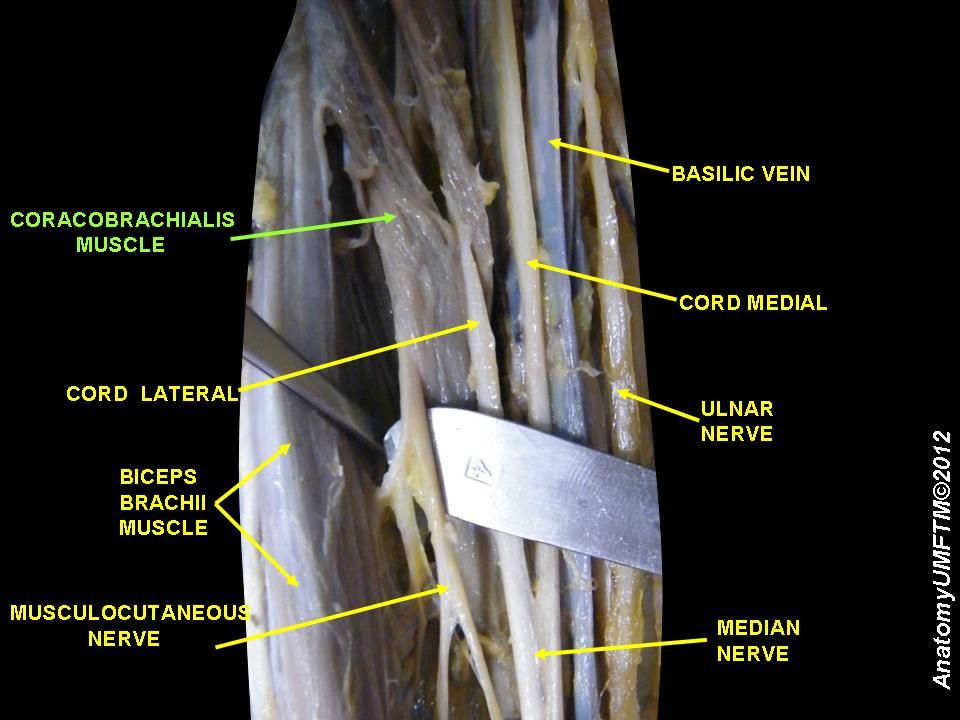 BASILIC VEIN
CORACOBRACHIALIS
MUSCLE
CORD MEDIAL
CORD LATERAL
ULNAR
NERVE
BICEPS
BRACHII
MUSCLE
MUSCULOCUTANEOUS
NERVE
MEDIAN
NERVE
AnatomyUMFTM©2012